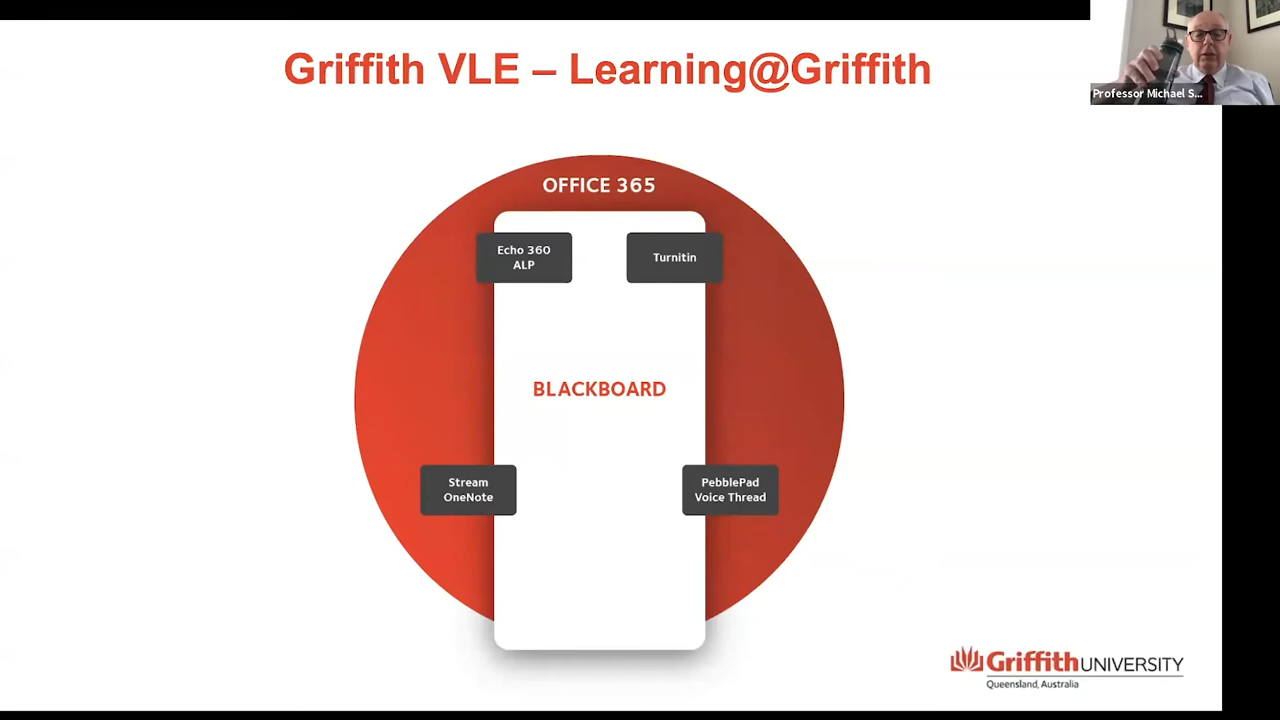 Griffith VLE – Learning@Griffith
Professor Michael S...
OFFICE 365
Echo 360
ALP
Turnitin
BLACKBOARD
Stream
OneNote
PebblePad
Voice Thread
Griffith UNIVERSITY
Queensland, Australia